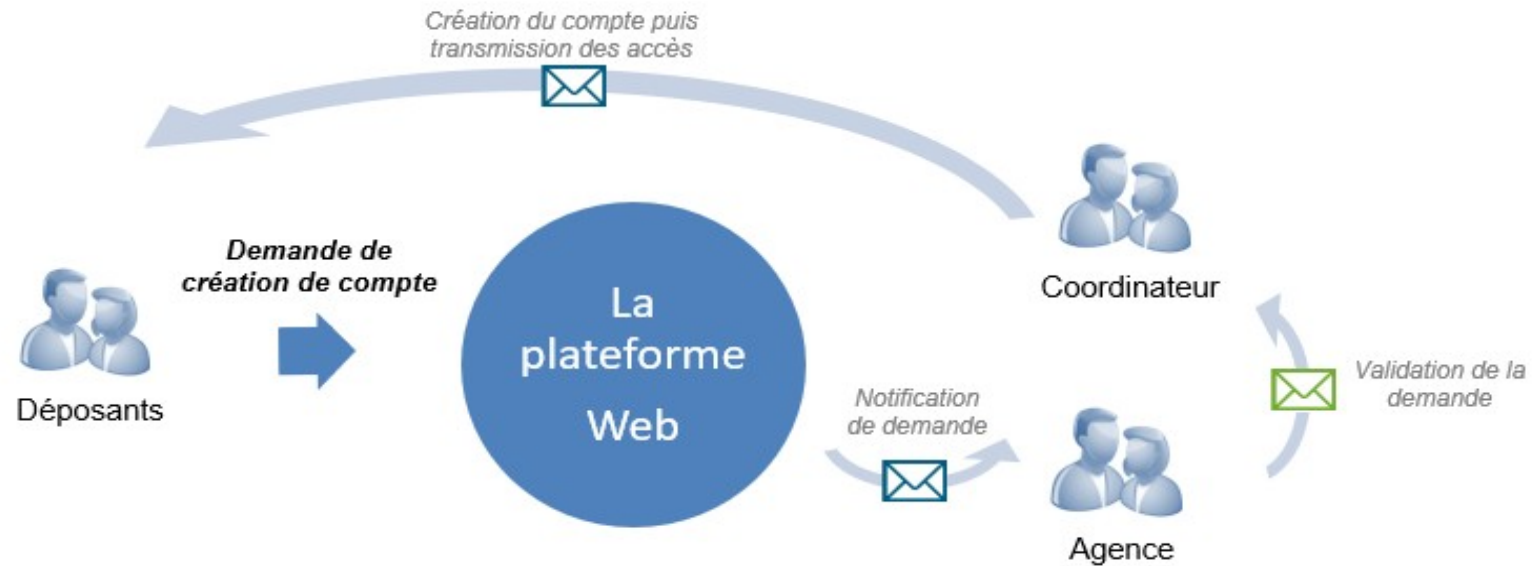 Création du compte puis
transmission des accès
Demande de
création de compte
Déposants
La
plateforme
Web
Notification
de demande
Agence
Validation de la
demande
Coordinateur